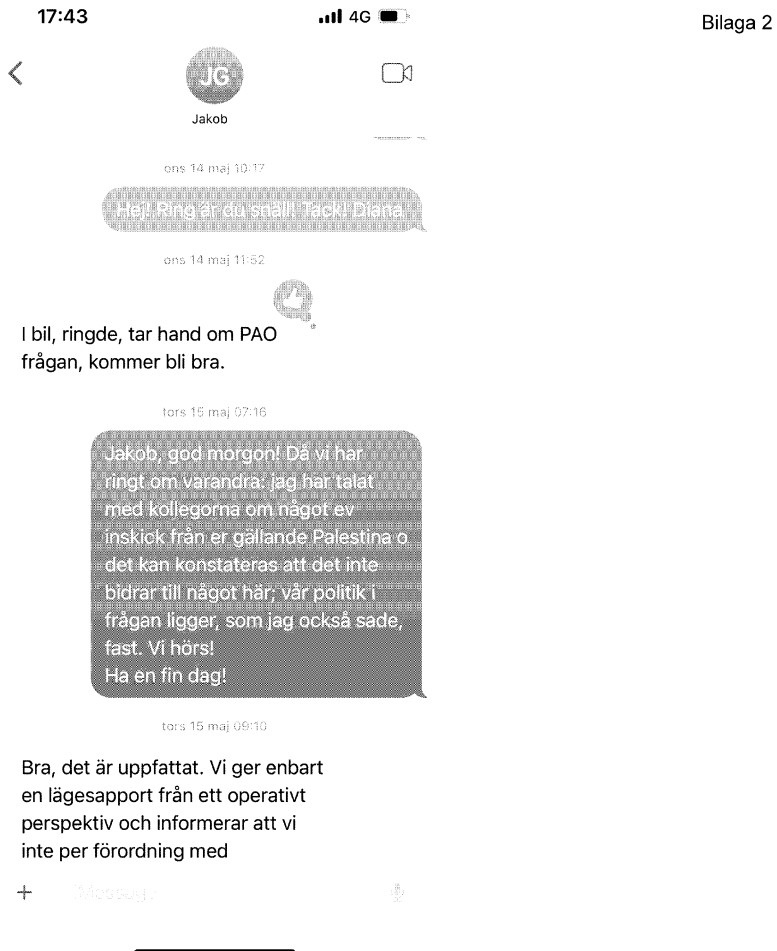 17:43
4G
Bilaga 2
JG
Jakob
ons 14 maj 10:17
Hej! Ring är du snäll! Tack! Diana
ons 14 maj 11:52
I bil, ringde, tar hand om PAO
frågan, kommer bli bra.
tors 15 maj 07:16
Jakob, god morgon! Då vi har
ringt om varandra: jag har talat
med kollegorna om något ev
inskick från er gällande Palestina o
det kan konstateras att det inte
bidrar till något här; vår politik i
frågan ligger, som jag också sade,
fast. Vi hörs!
Ha en fin dag!
tors 15 maj 09:10
Bra, det är uppfattat. Vi ger enbart
en lägesapport från ett operativt
perspektiv och informerar att vi
inte per förordning med